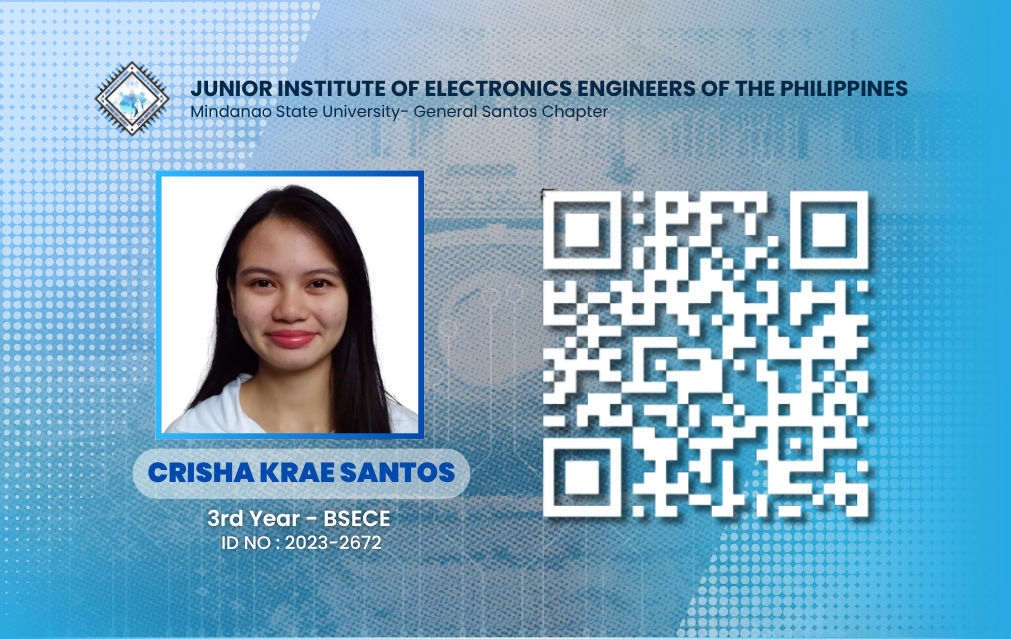 JUNIOR INSTITUTE OF ELECTRONICS ENGINEERS OF THE PHILIPPINES
Mindanao State University- General Santos Chapter
CRISHA KRAE SANTOS
3rd Year - BSECE
ID NO : 2023-2672